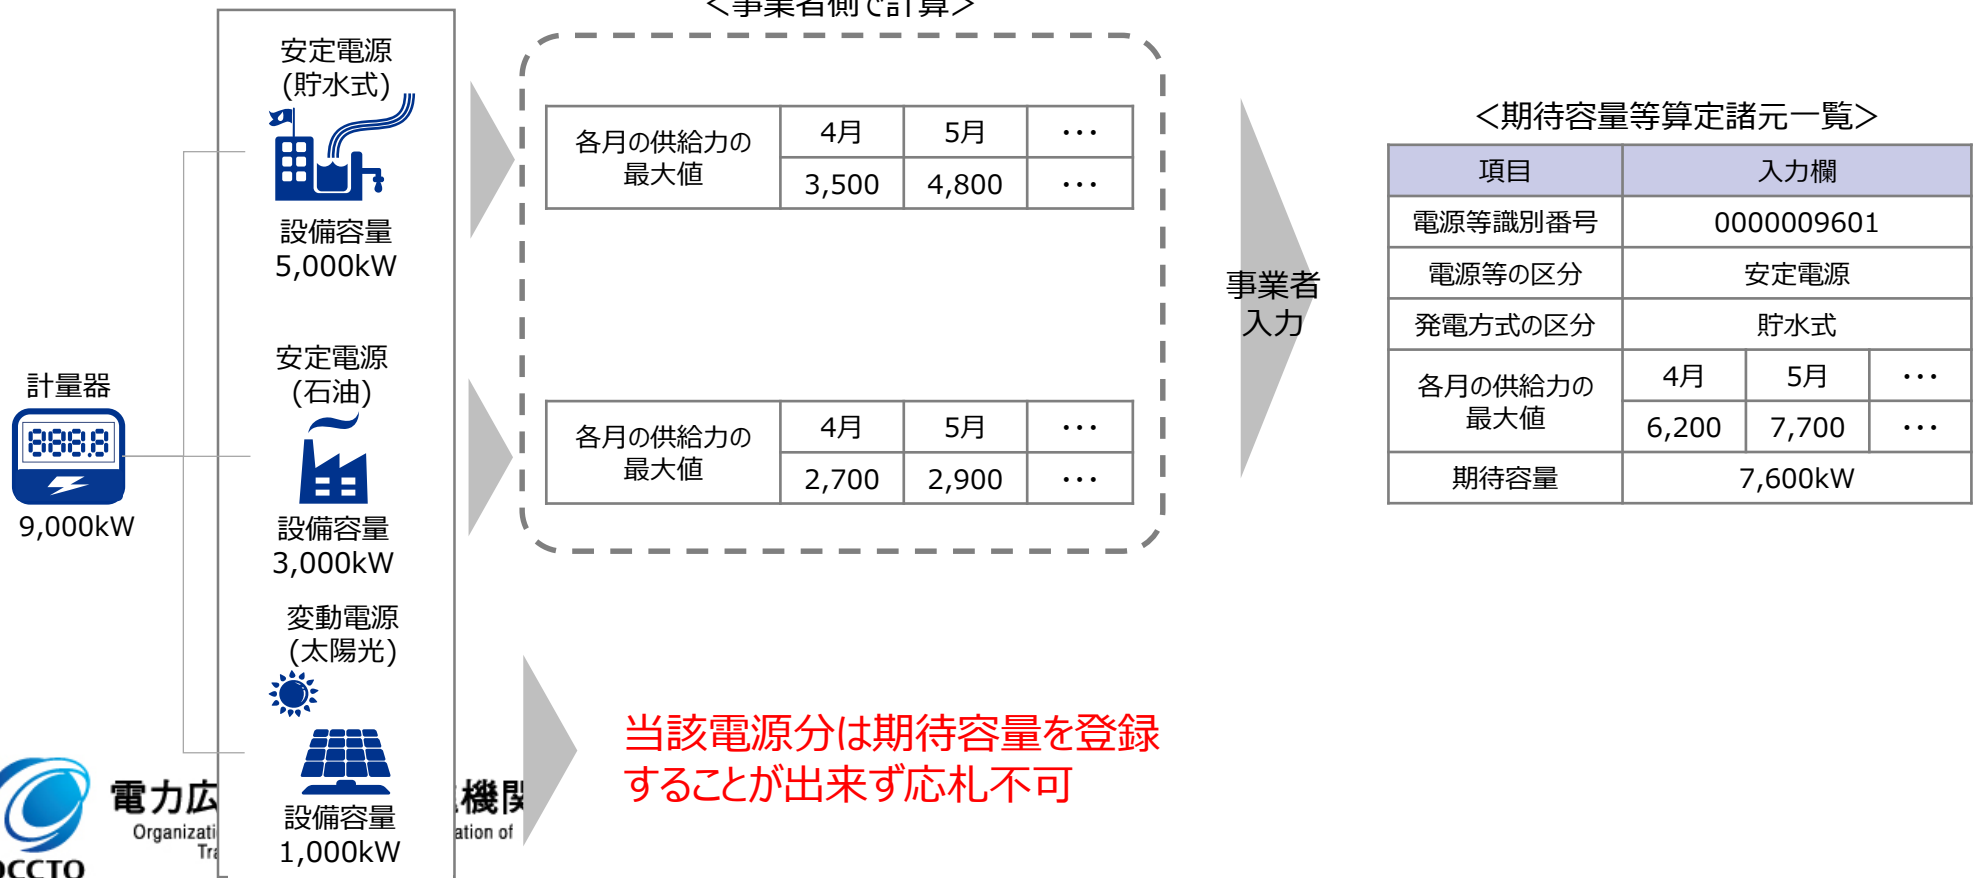 <事業者側で計算>
安定電源
(貯水式)
設備容量
5,000kW
各月の供給力の
最大値
4月 5月 ・・・
3,500 4,800 ・・・
安定電源
(石油)
設備容量
3,000kW
各月の供給力の
最大値
4月 5月 ・・・
2,700 2,900 ・・・
計量器
8888
9,000kW
変動電源
(太陽光)
設備容量
1,000kW
当該電源分は期待容量を登録
することが出来ず応札不可
事業者
入力
<期待容量等算定諸元一覧>
項目 入力欄
電源等識別番号 0000009601
電源等の区分 安定電源
発電方式の区分 貯水式
各月の供給力の
最大値
4月 5月 ・・・
6,200 7,700 ・・・
期待容量 7,600kW
電力広 機関
ation of